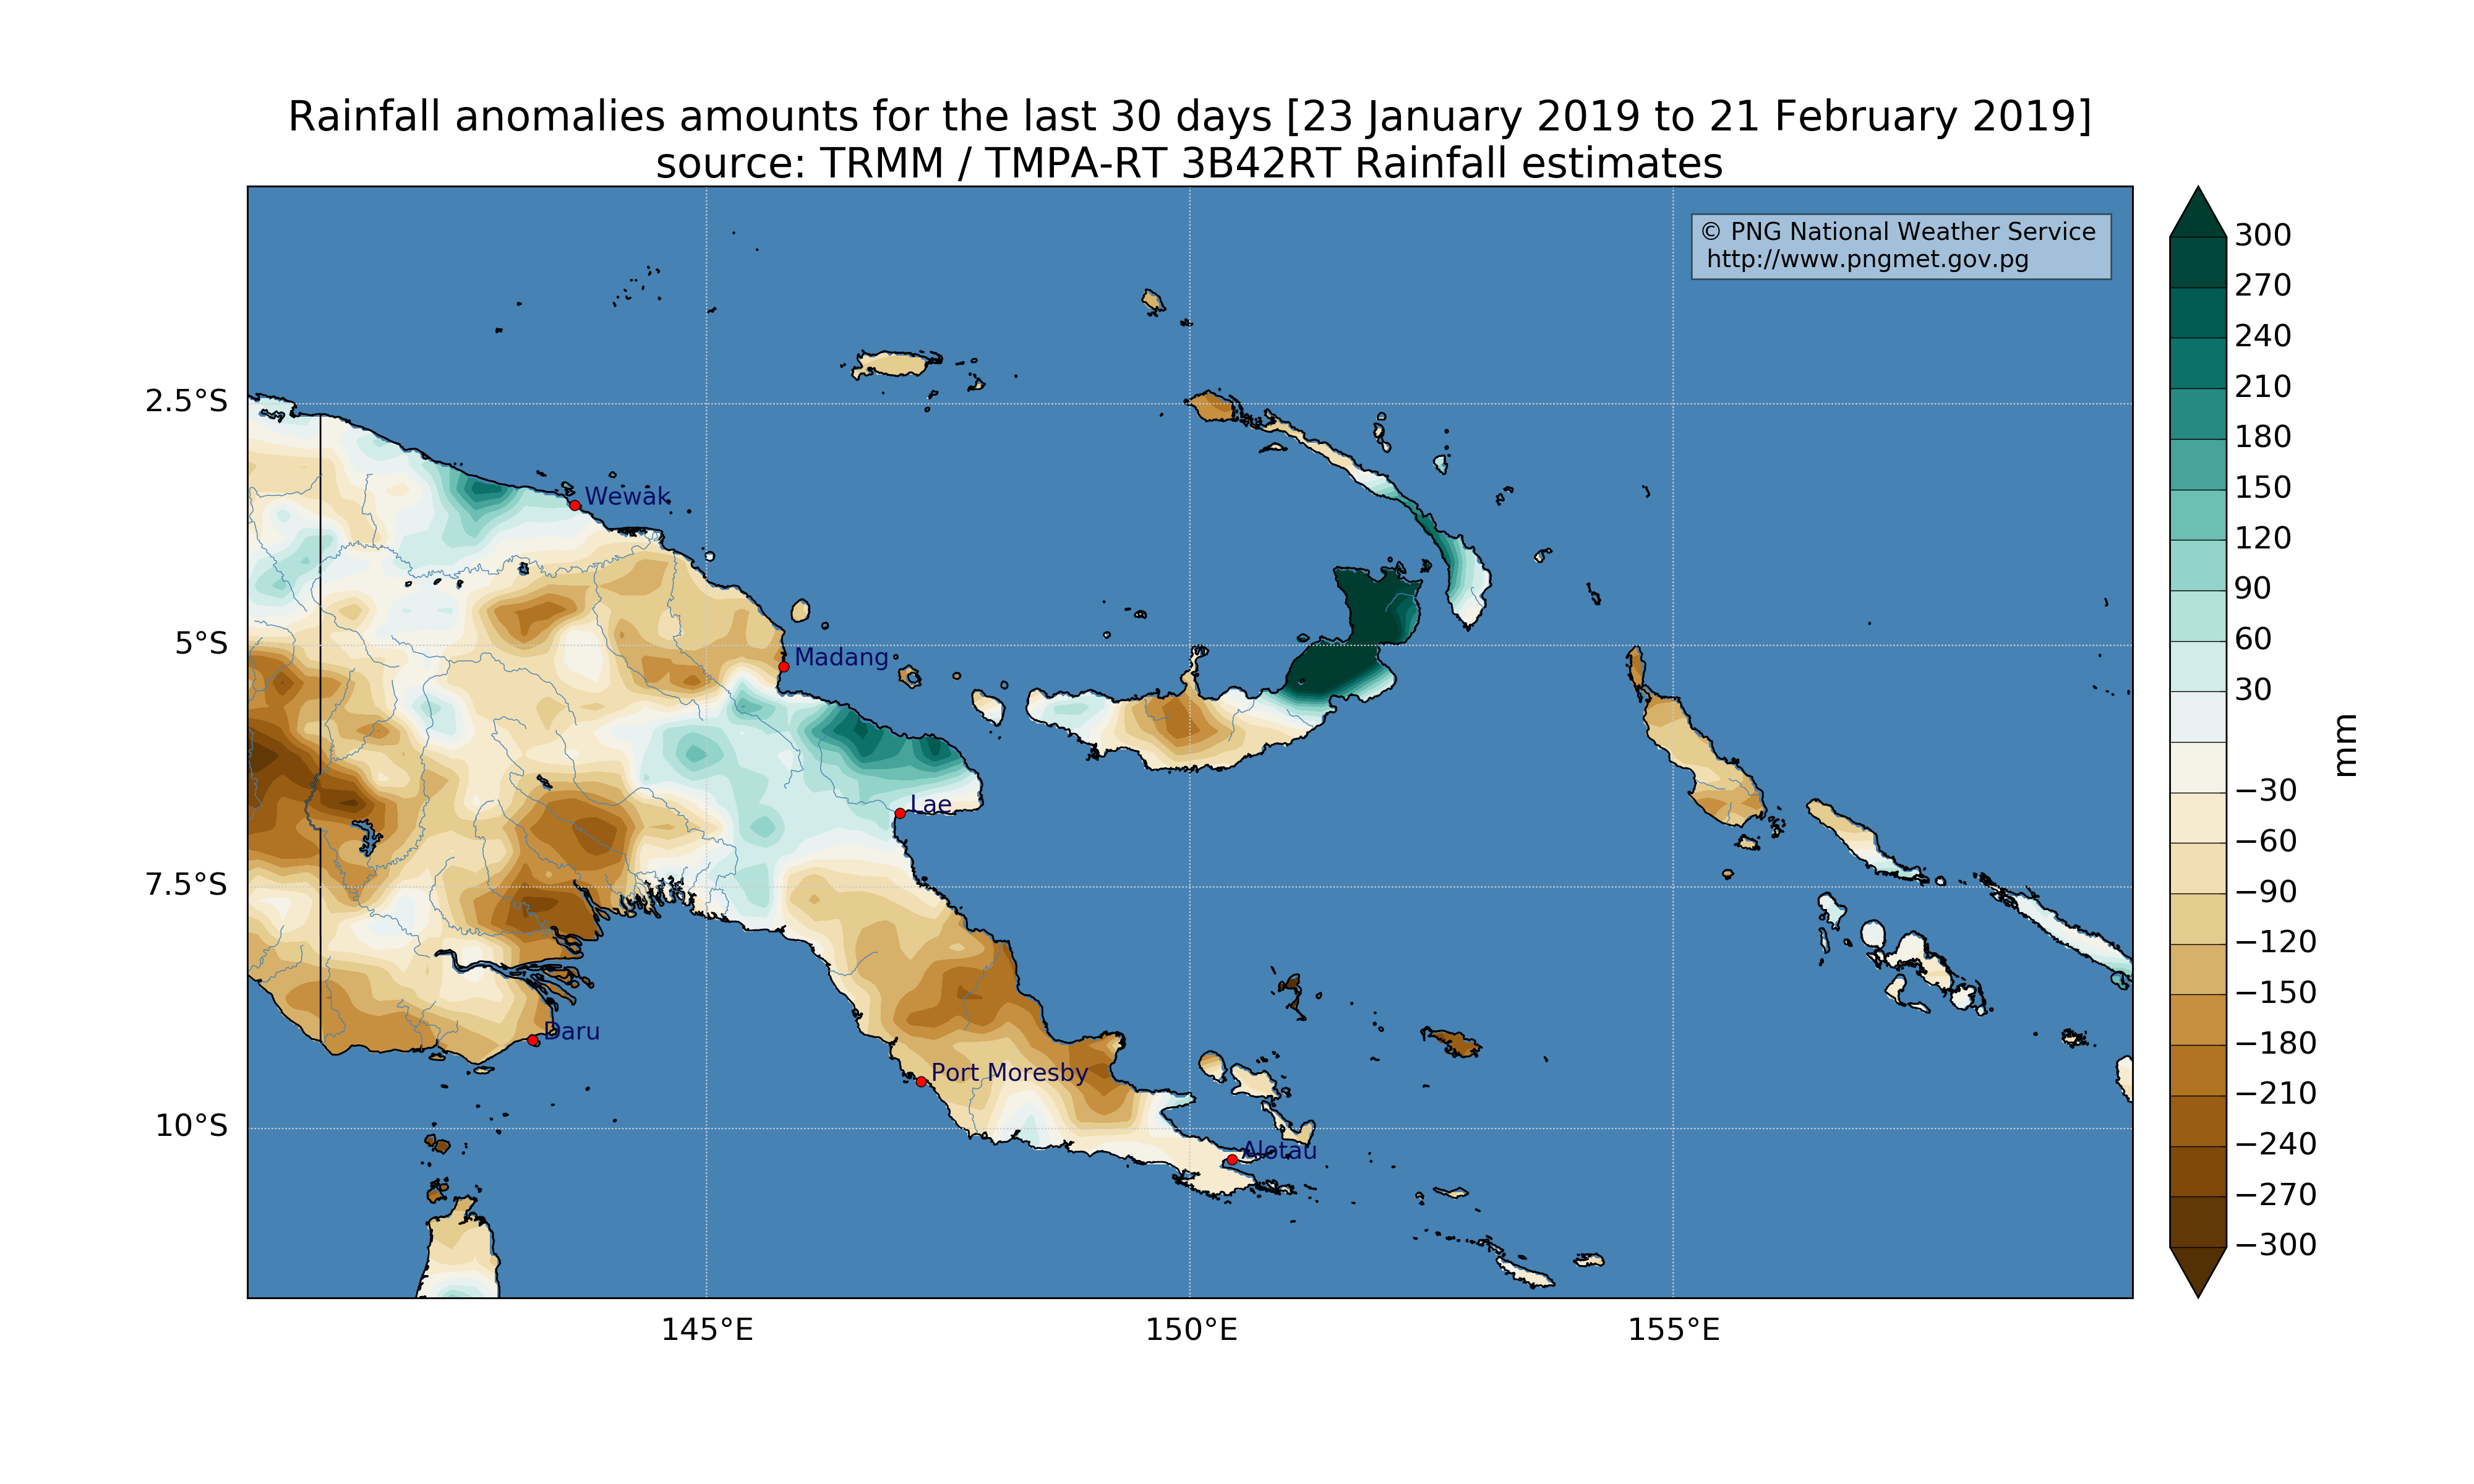 Rainfall anomalies amounts for the last 30 days [23 January 2019 to 21 February 2019]
source: TRMM / TMPA-RT 3B42RT Rainfall estimates
© PNG National Weather Service
http://www.pngmet.gov.pg
2.5°S
5°S
7.5°S
10°S
145°E
150°E
155°E
Wewak
Madang
Lae
Daru
Port Moresby
Alotau
300
270
240
210
180
150
120
90
60
30
−30
−60
−90
−120
−150
−180
−210
−240
−270
−300
mm